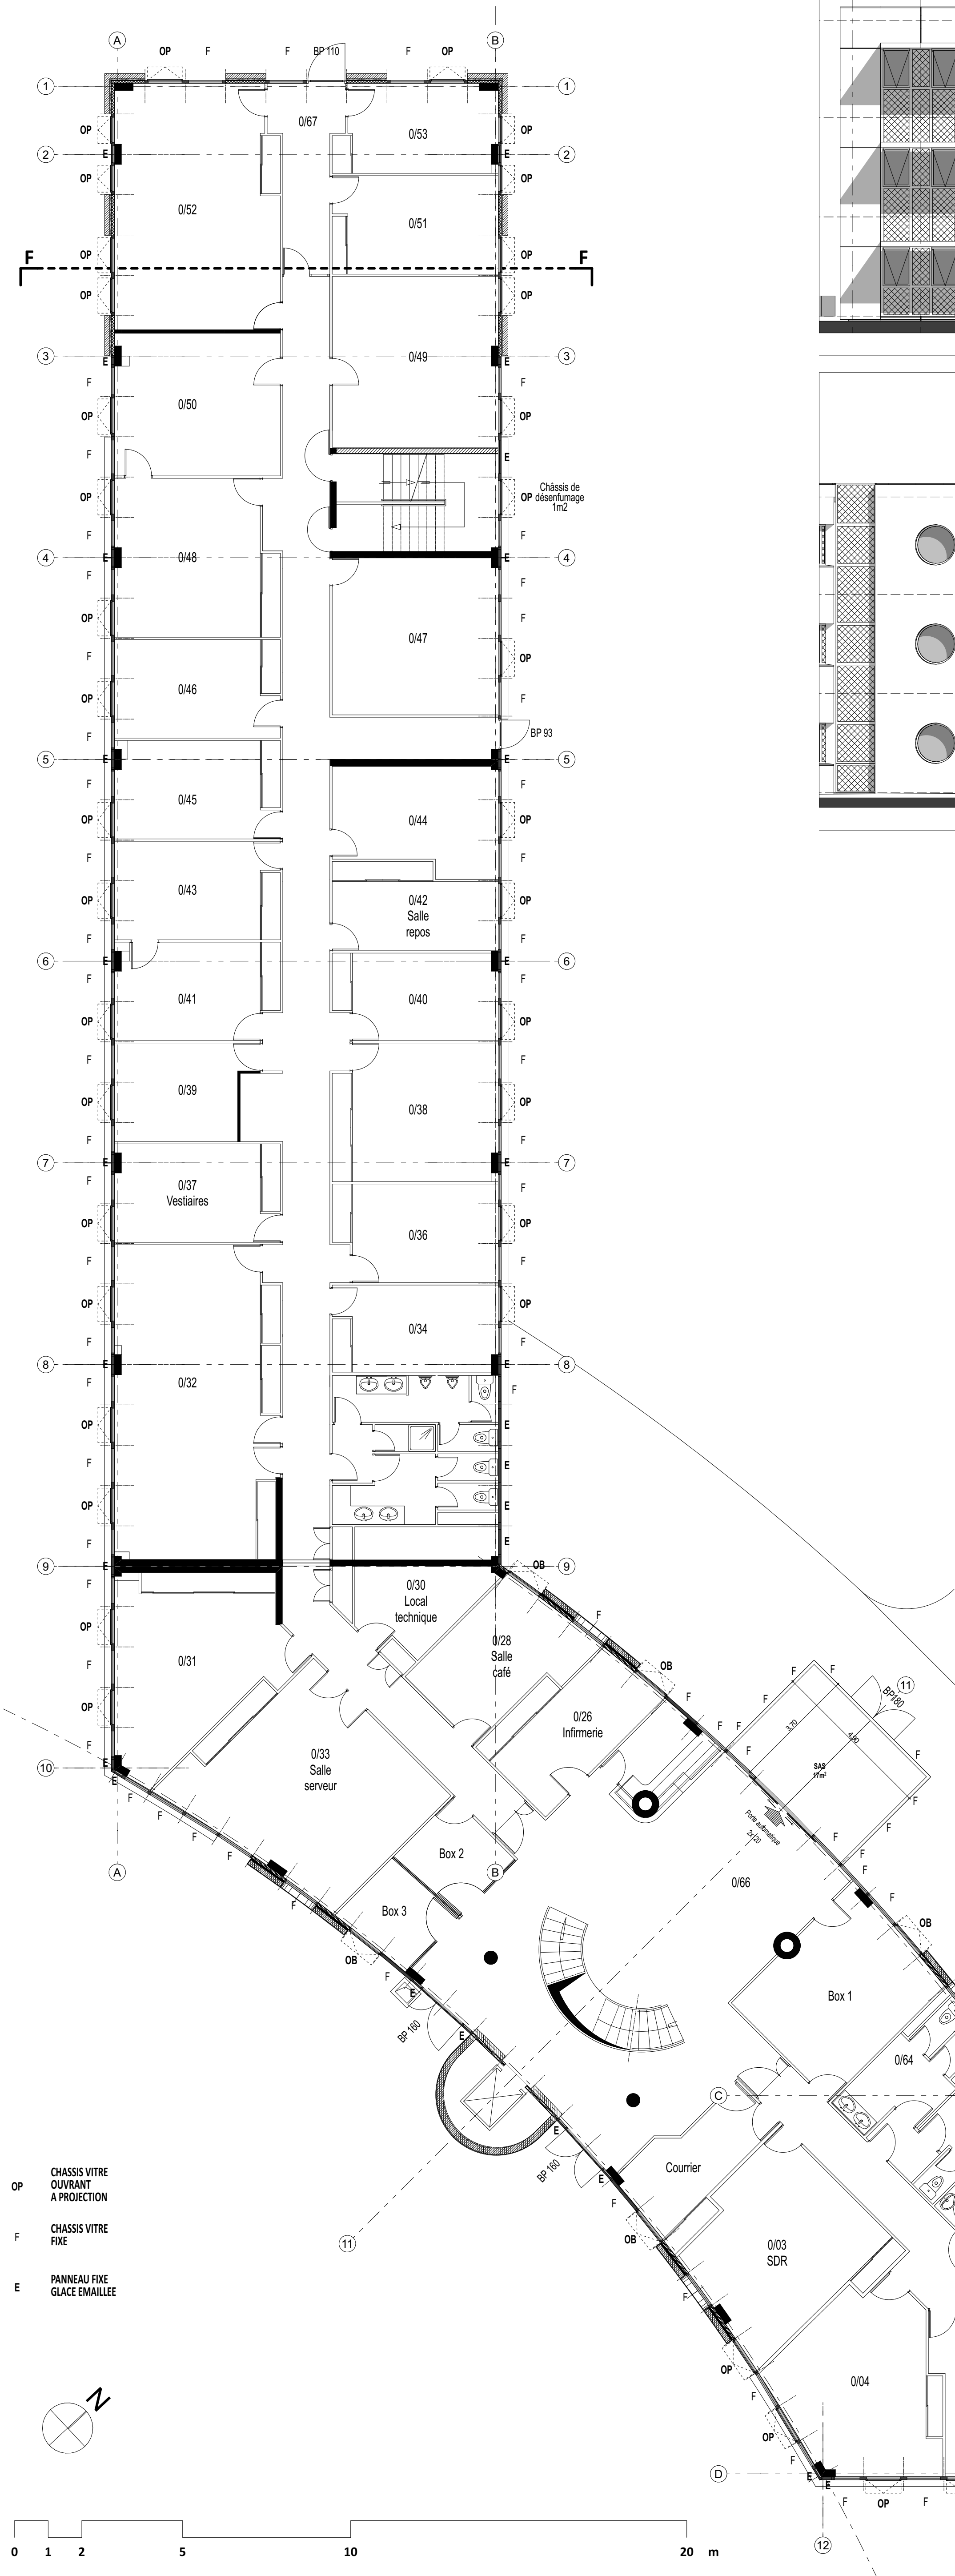 A
OP
F
F
BP 110
F
OP
B
1
0/67
0/53
1
OP
OP
E
2
E
2
OP
OP
0/52
0/51
OP
OP
F
F
OP
OP
3
E
0/49
E
3
F
F
0/50
OP
OP
F
E
OP
OP
Châssis de
désenfumage
1m2
F
F
4
E
0/48
E
4
F
F
OP
0/47
F
F
OP
0/46
OP
F
F
BP 93
5
E
E
5
F
F
OP
0/45
0/44
OP
F
F
OP
0/43
0/42
Salle
repos
OP
F
F
6
E
E
6
F
F
OP
0/41
0/40
OP
F
F
OP
0/39
0/38
OP
F
F
7
E
E
7
F
F
0/37
Vestiaires
OP
0/36
OP
F
F
OP
0/34
OP
F
8
E
E
8
F
0/32
F
OP
E
F
E
OP
E
F
E
9
E
OB
9
F
0/30
Local
technique
F
OP
0/28
Salle
café
F
0/31
OB
OP
0/26
Infirmerie
F
F
F
BP180
11
F
E
10
E
0/33
Salle
serveur
F
F
F
3,70
4,90
SAS
17m²
F
F
F
F
Porte automatique
2x120
F
F
F
F
F
A
B
Box 2
0/66
F
Box 3
OB
OB
F
E
Box 1
BP 160
E
0/64
C
E
BP 160
E
Courrier
F
OB
11
0/03
SDR
F
OP
F
0/04
OP
F
D
E
E
F
OP
F
12
OP
CHASSIS VITRE
OUVRANT
A PROJECTION
F
CHASSIS VITRE
FIXE
E
PANNEAU FIXE
GLACE EMAILLEE
N
0 1 2 5 10 20 m